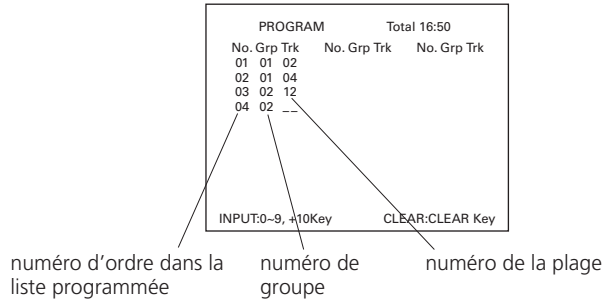 PROGRAM Total 16:50
No. Grp Trk No. Grp Trk No. Grp Trk
01 01 02
02 01 04
03 02 12
04 02 _ _
INPUT:0~9, +10Key CLEAR:CLEAR Key
numéro d'ordre dans la liste programmée
numéro de groupe
numéro de la plage